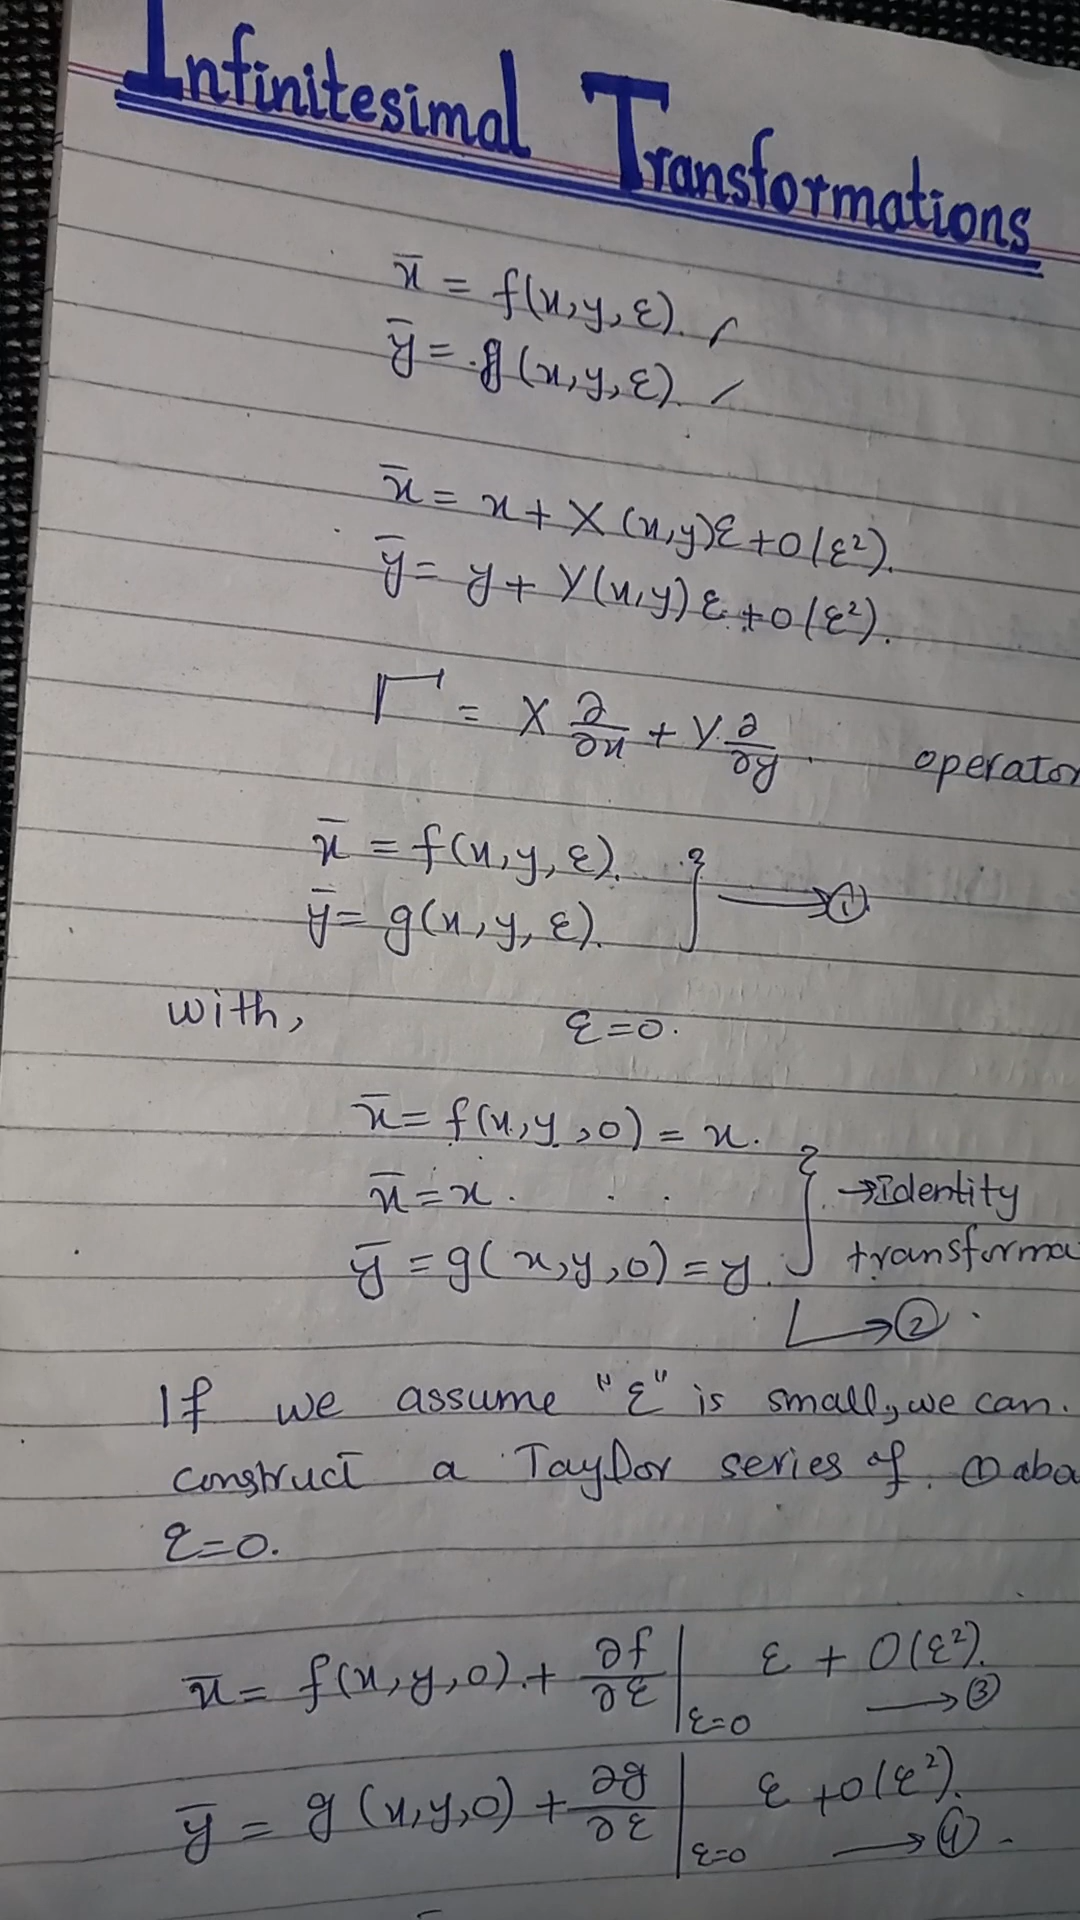 Infinitesimal Transformations
x̄ = f(x,y,ε).
ȳ = g(x,y,ε).
x̄ = x + X(x,y)ε + O(ε²).
ȳ = y + Y(x,y)ε + O(ε²).
Γ = X ∂/∂x + Y ∂/∂y . operator
x̄ = f(x,y,ε).
ȳ = g(x,y,ε). } → ①
with, ε=0.
x̄ = f(x,y,0) = x.
x̄ = x. } → identity
ȳ = g(x,y,0) = y. transforma
→ ②
If we assume "ε" is small, we can
construct a Taylor series of ① abo
ε=0.
x̄ = f(x,y,0) + ∂f/∂ε |ε=0 ε + O(ε²). → ③
ȳ = g(x,y,0) + ∂g/∂ε |ε=0 ε + O(ε²). → ④